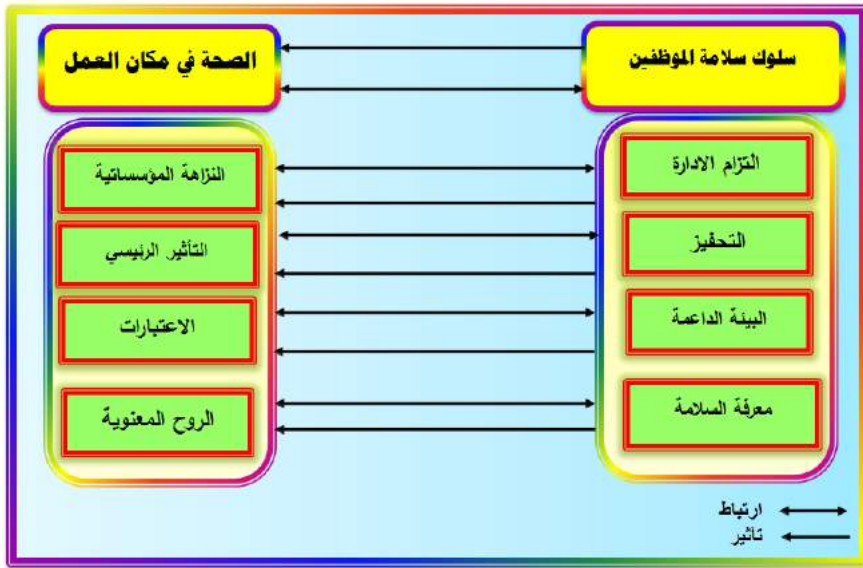 سلوك سلامة الموظفين
الصحة في مكان العمل
التزام الادارة
التحفيز
البيئة الداعمة
معرفة السلامة
النزاهة المؤسساتية
التأثير الرئيسي
الاعتبارات
الروح المعنوية
ارتباط
تأثير